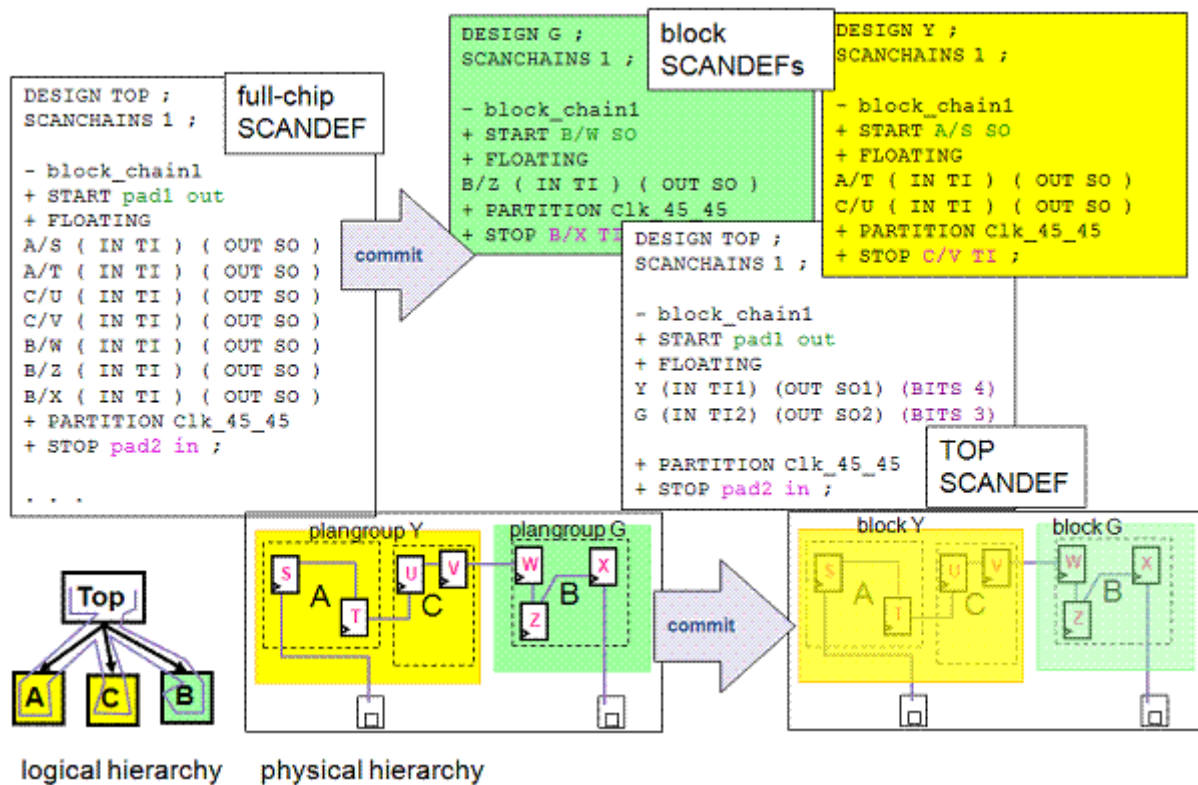 DESIGN TOP ;
SCANCHAINS 1 ;
- block_chain1
+ START pad1 out
+ FLOATING
A/S ( IN TI ) ( OUT SO )
A/T ( IN TI ) ( OUT SO )
C/U ( IN TI ) ( OUT SO )
C/V ( IN TI ) ( OUT SO )
B/W ( IN TI ) ( OUT SO )
B/Z ( IN TI ) ( OUT SO )
B/X ( IN TI ) ( OUT SO )
+ PARTITION Clk_45_45
+ STOP pad2 in ;
. . .
full-chip
SCANDEF
commit
DESIGN G ;
SCANCHAINS 1 ;
- block_chain1
+ START B/W SO
+ FLOATING
B/Z ( IN TI ) ( OUT SO )
+ PARTITION Clk_45_45
+ STOP B/X TI
block
SCANDEFs
DESIGN Y ;
SCANCHAINS 1 ;
- block_chain1
+ START A/S SO
+ FLOATING
A/T ( IN TI ) ( OUT SO )
C/U ( IN TI ) ( OUT SO )
+ PARTITION Clk_45_45
+ STOP C/V TI ;
DESIGN TOP ;
SCANCHAINS 1 ;
- block_chain1
+ START pad1 out
+ FLOATING
Y (IN TI1) (OUT SO1) (BITS 4)
G (IN TI2) (OUT SO2) (BITS 3)
+ PARTITION Clk_45_45
+ STOP pad2 in ;
TOP
SCANDEF
Top
A C B
logical hierarchy
plangroup Y plangroup G
S U V W X
A C B
T Z
physical hierarchy
commit
block Y block G
S U V W X
A C B
T Z